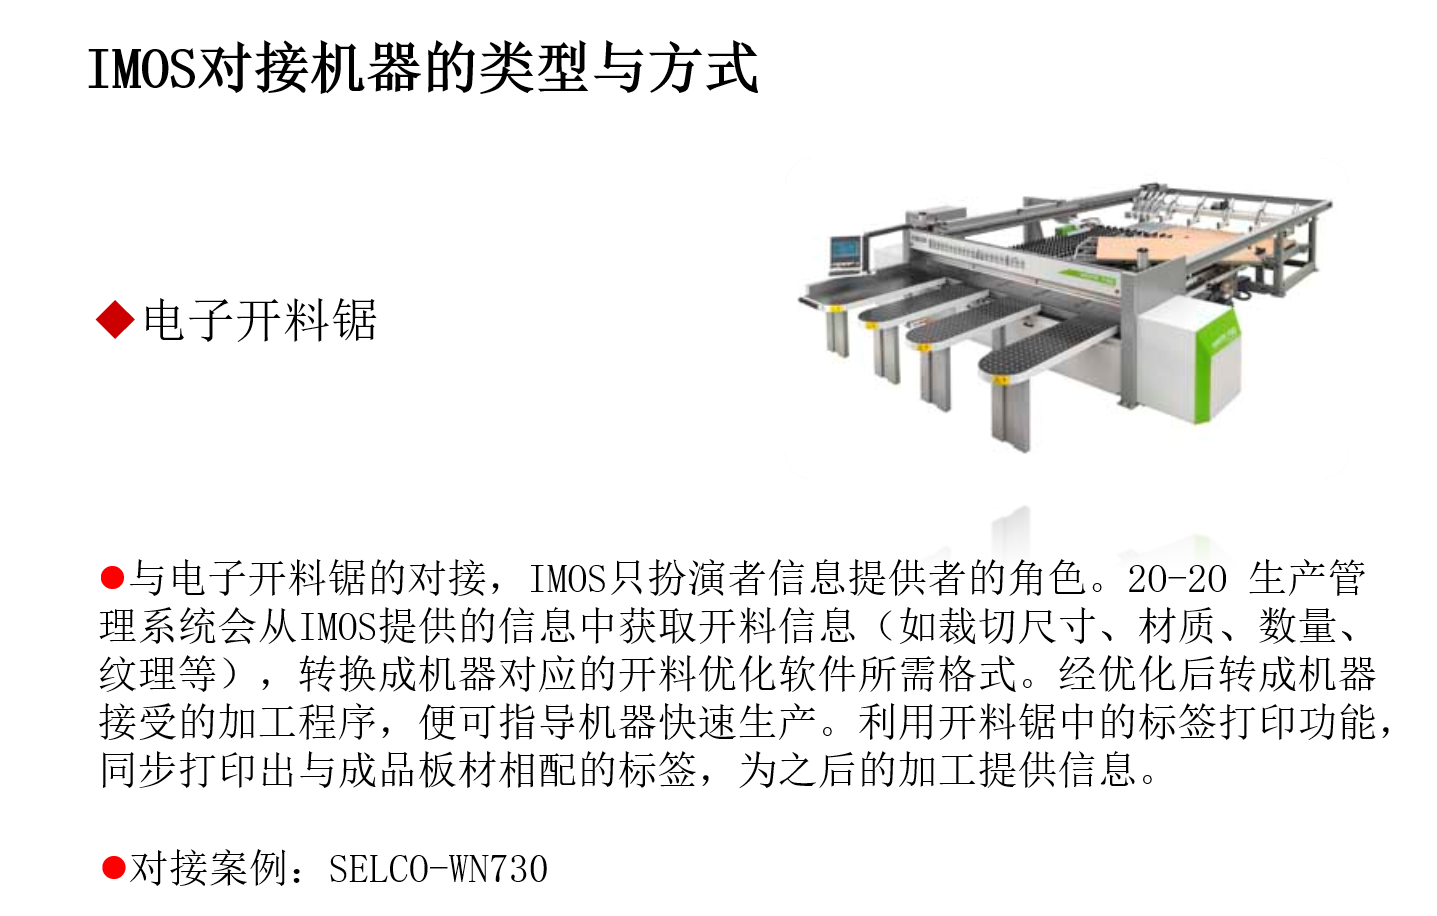 IMOS对接机器的类型与方式
电子开料锯
与电子开料锯的对接，IMOS只扮演者信息提供者的角色。20-20 生产管
理系统会从IMOS提供的信息中获取开料信息（如裁切尺寸、材质、数量、
纹理等），转换成机器对应的开料优化软件所需格式。经优化后转成机器
接受的加工程序，便可指导机器快速生产。利用开料锯中的标签打印功能，
同步打印出与成品板材相配的标签，为之后的加工提供信息。
对接案例：SELCO-WN730